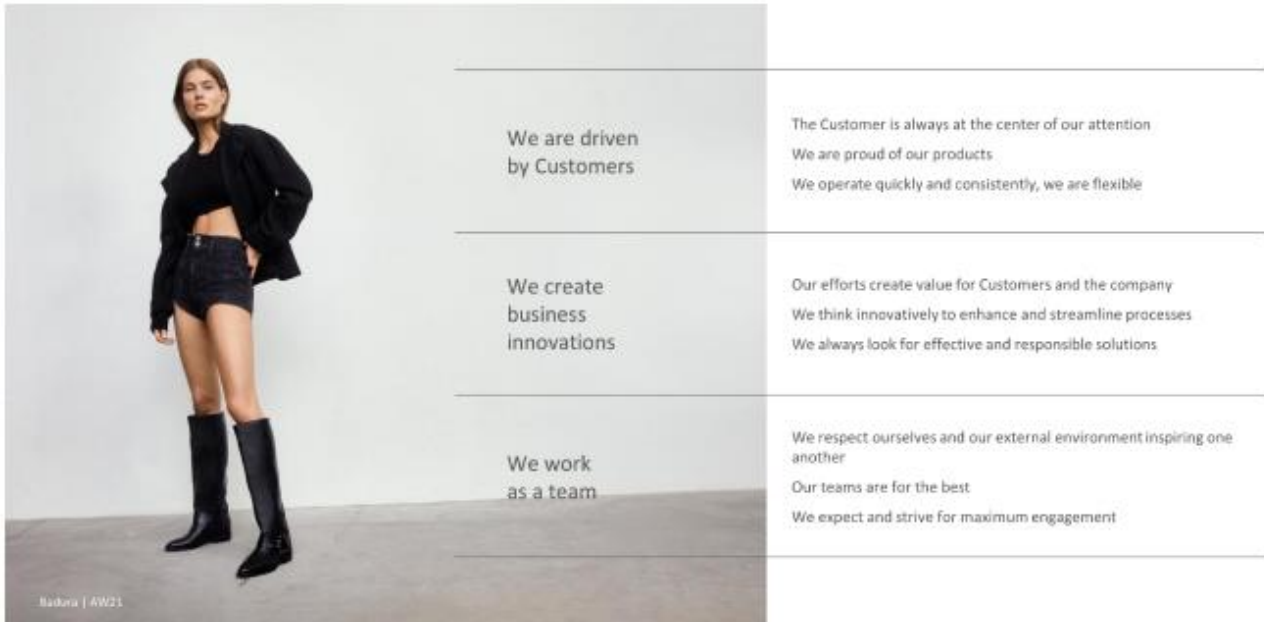 We are driven
by Customers
The Customer is always at the center of our attention
We are proud of our products
We operate quickly and consistently, we are flexible
We create
business
innovations
Our efforts create value for Customers and the company
We think innovatively to enhance and streamline processes
We always look for effective and responsible solutions
We work
as a team
We respect ourselves and our external environment inspiring one
another
Our teams are for the best
We expect and strive for maximum engagement
Badura | AW21